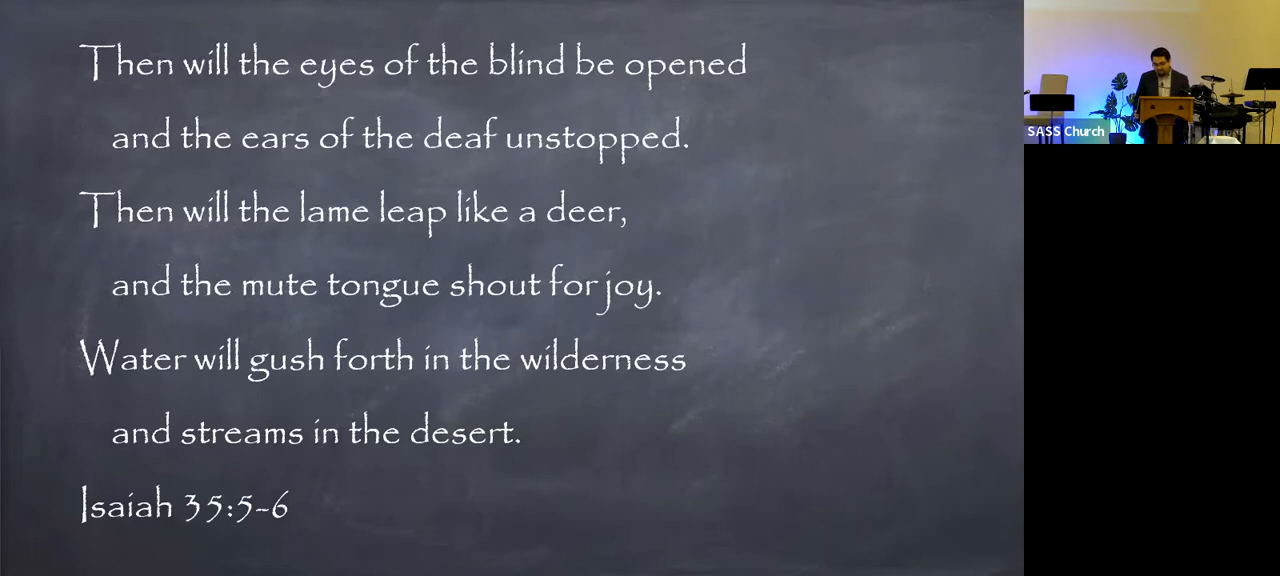 Then will the eyes of the blind be opened
and the ears of the deaf unstopped.
Then will the lame leap like a deer,
and the mute tongue shout for joy.
Water will gush forth in the wilderness
and streams in the desert.
Isaiah 35:5-6
SASS Church